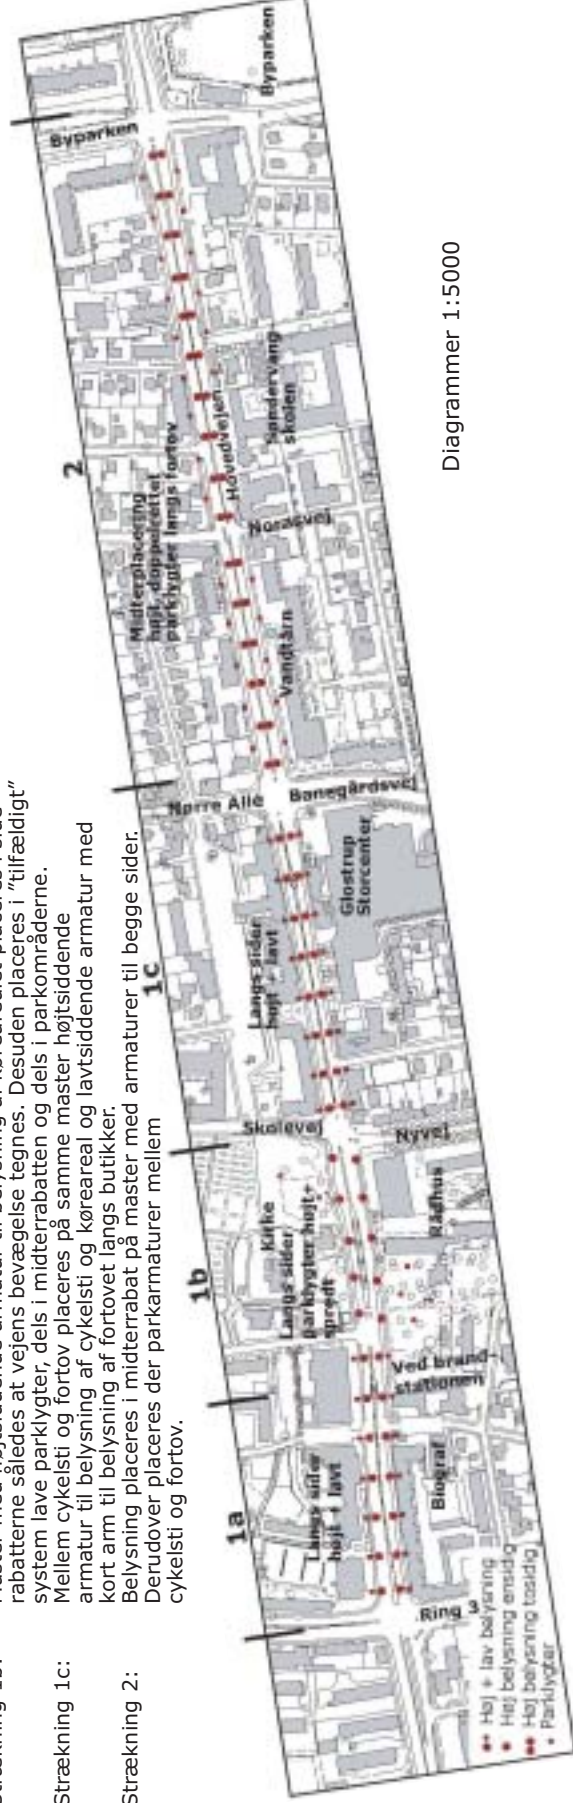 rabatterne således at vejens bevægelse tegnes. Desuden placeres i ”tilfældigt”
system lave parklygter, dels i midterrabatten og dels i parkområderne.
Strækning 1c:
Mellem cykelsti og fortov placeres på samme master højtsiddende
armatur til belysning af cykelsti og køreareal og lavtsiddende armatur med
kort arm til belysning af fortovet langs butikker.
Strækning 2:
Belysning placeres i midterrabat på master med armaturer til begge sider.
Derudover placeres der parkarmaturer mellem
cykelsti og fortov.
1a
1b
1c
2
Langs sider
højt + lavt
Biograf
Ring 3
Ved brand-
stationen
Kirke
Langs sider
parklygter højt+
spredt
Rådhus
Skolevej
Nyvej
Langs sider
højt + lavt
Glostrup
Storcenter
Nørre Allé
Banegårdsvej
Vandtårn
Midterplacering
højt, dobbeltrettet
parklygter langs fortov
Hovedvejen
Norasvej
Søndervang
skolen
Byparken
Byparken
Høj + lav belysning
Høj belysning ensidig
Høj belysning tosidig
Parklygter
Diagrammer 1:5000